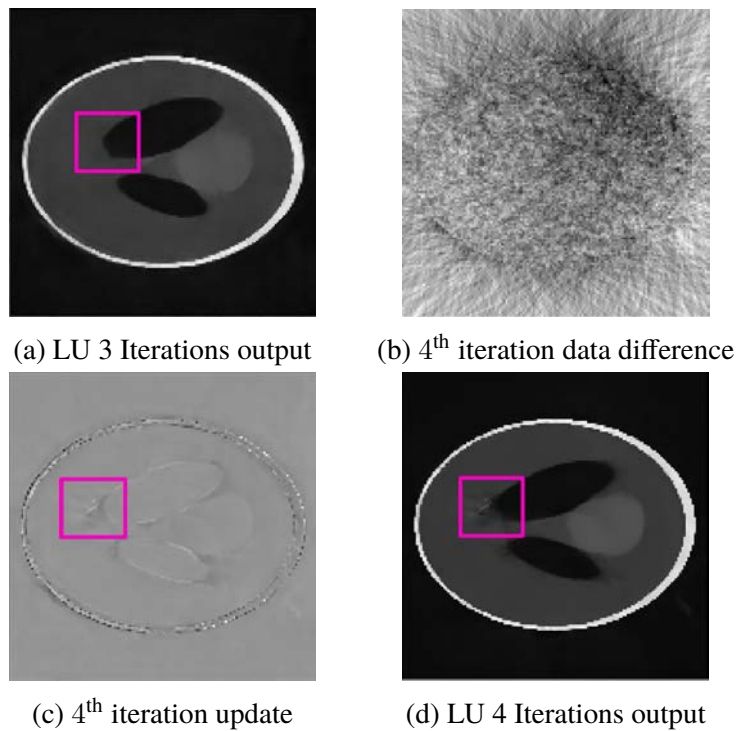 (a) LU 3 Iterations output
(b) 4th iteration data difference
(c) 4th iteration update
(d) LU 4 Iterations output